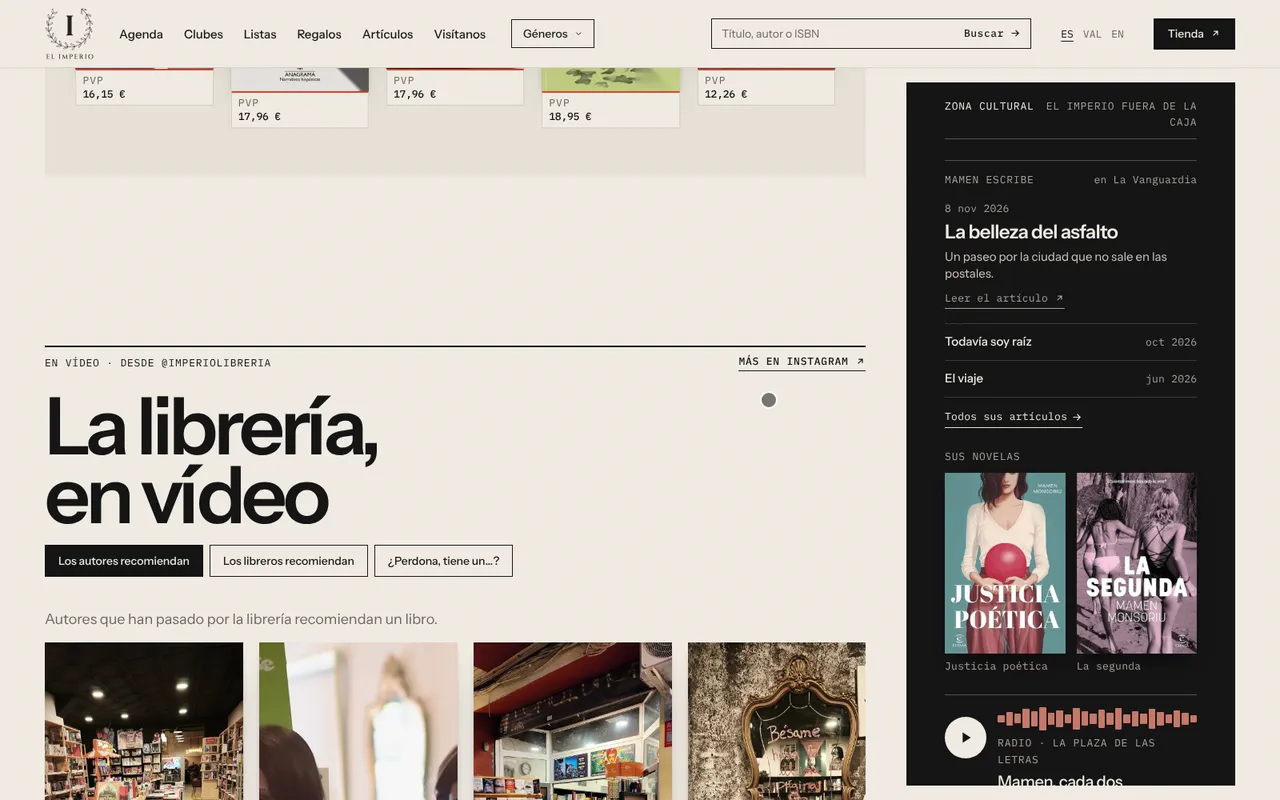 I
EL IMPERIO
Agenda
Clubes
Listas
Regalos
Artículos
Visítanos
Géneros
Título, autor o ISBN
Buscar →
ES VAL EN
Tienda ↗
PVP
16,15 €
ANAGRAMA
Narrativas hispánicas
PVP
17,96 €
PVP
17,96 €
PVP
18,95 €
PVP
12,26 €
EN VÍDEO · DESDE @IMPERIOLIBRERIA
MÁS EN INSTAGRAM ↗
La librería,
en vídeo
Los autores recomiendan
Los libreros recomiendan
¿Perdona, tiene un...?
Autores que han pasado por la librería recomiendan un libro.
Bésame
ZONA CULTURAL
EL IMPERIO FUERA DE LA
CAJA
MAMEN ESCRIBE
en La Vanguardia
8 nov 2026
La belleza del asfalto
Un paseo por la ciudad que no sale en las
postales.
Leer el artículo ↗
Todavía soy raíz
oct 2026
El viaje
jun 2026
Todos sus artículos →
SUS NOVELAS
MAMEN
MONSORIU
JUSTICIA
POÉTICA
LA
SEGUNDA
MAMEN
MONSORIU
Justicia poética
La segunda
RADIO · LA PLAZA DE LAS
LETRAS
Mamen, cada dos